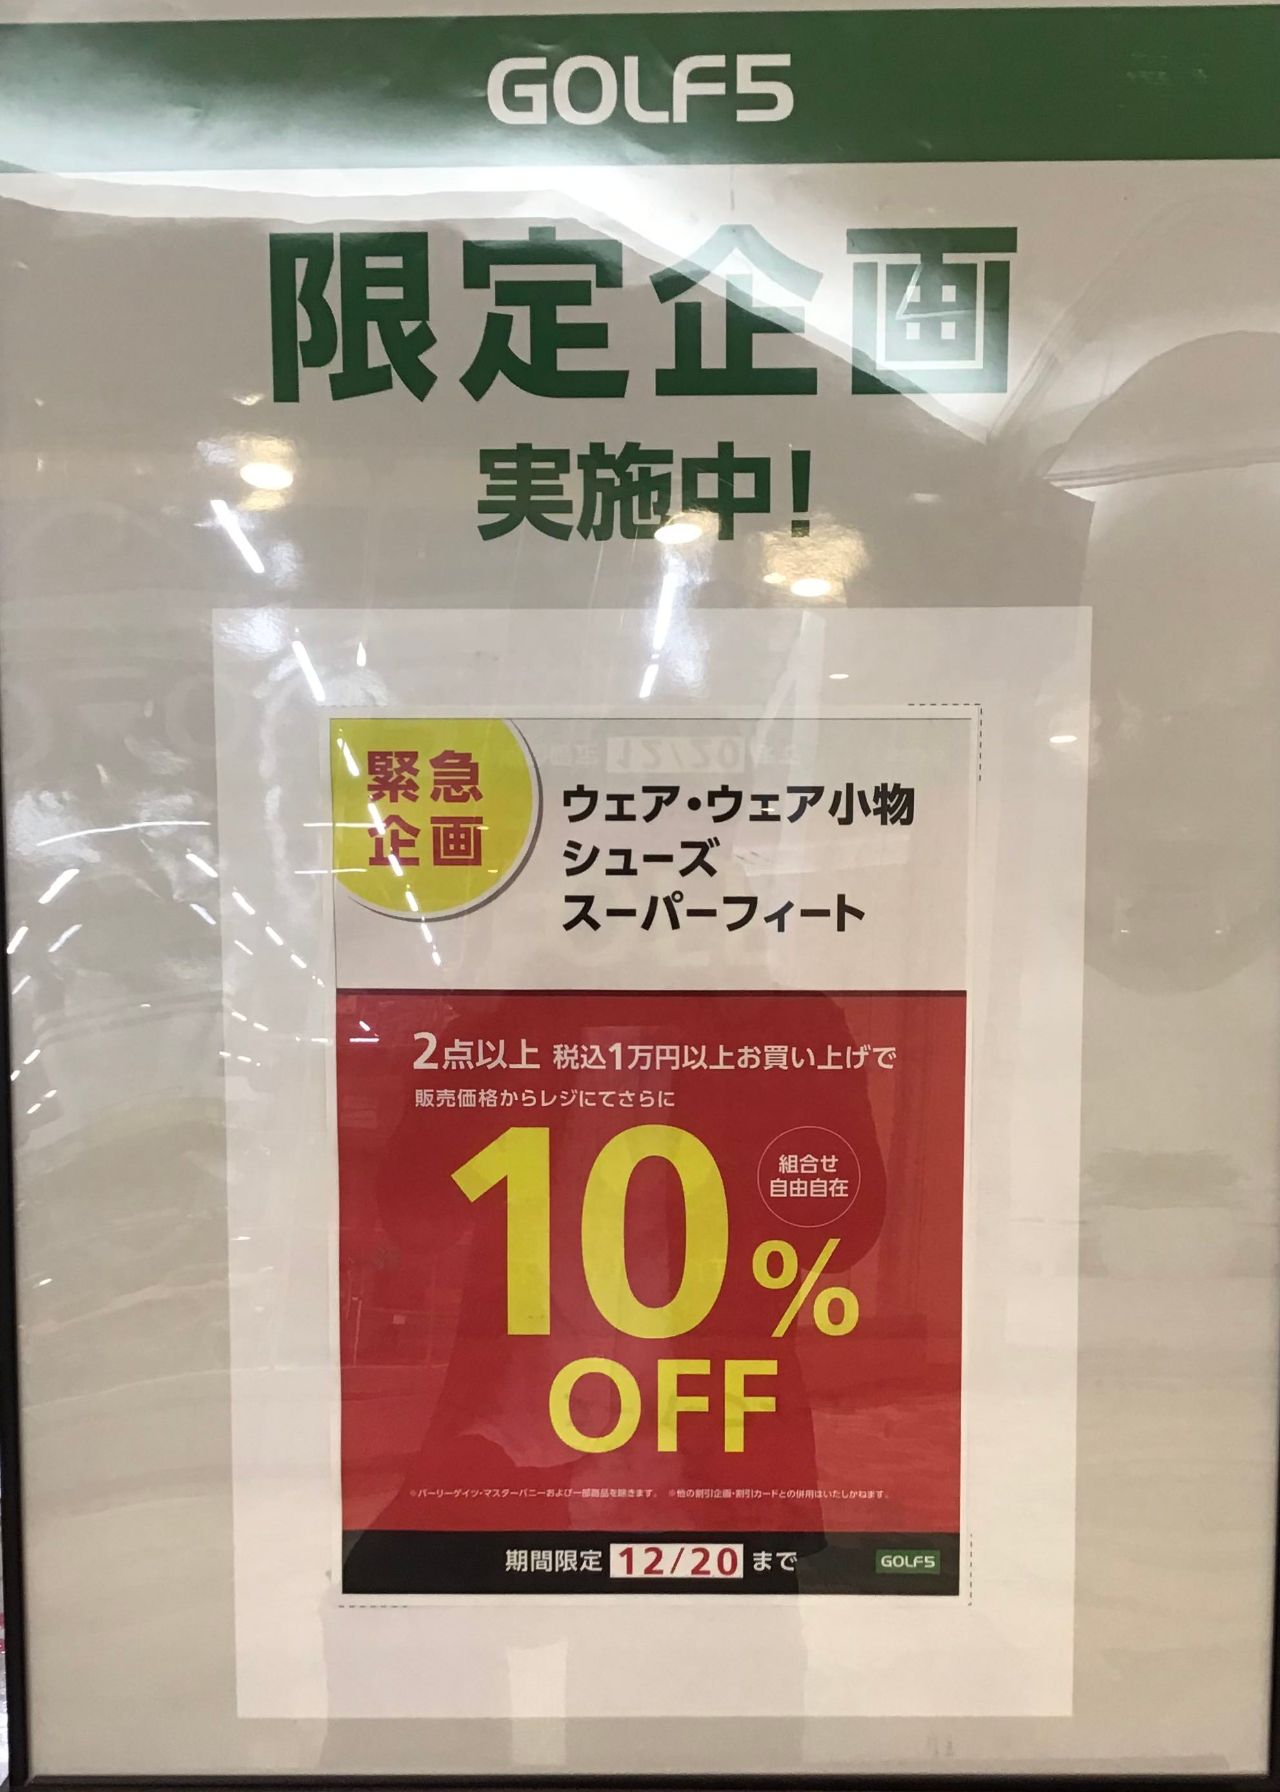 GOLF5
限定企画
実施中!
緊急
企画
ウェア・ウェア小物
シューズ
スーパーフィート
2点以上 税込1万円以上お買い上げで
販売価格からレジにてさらに
10%
OFF
組合せ
自由自在
※パーリーゲイツ・マスターバニーおよび一部商品を除きます。 ※他の割引企画・割引カードとの併用はいたしかねます。
期間限定 12/20 まで
GOLF5